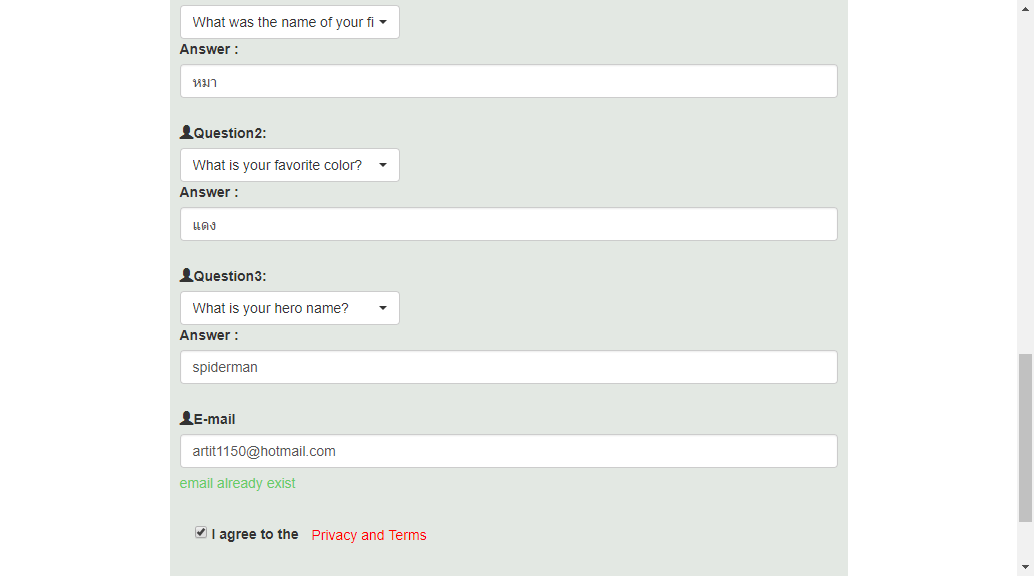 What was the name of your fi
Answer :
หมา
Question2:
What is your favorite color?
Answer :
แดง
Question3:
What is your hero name?
Answer :
spiderman
E-mail
artit1150@hotmail.com
email already exist
I agree to the Privacy and Terms